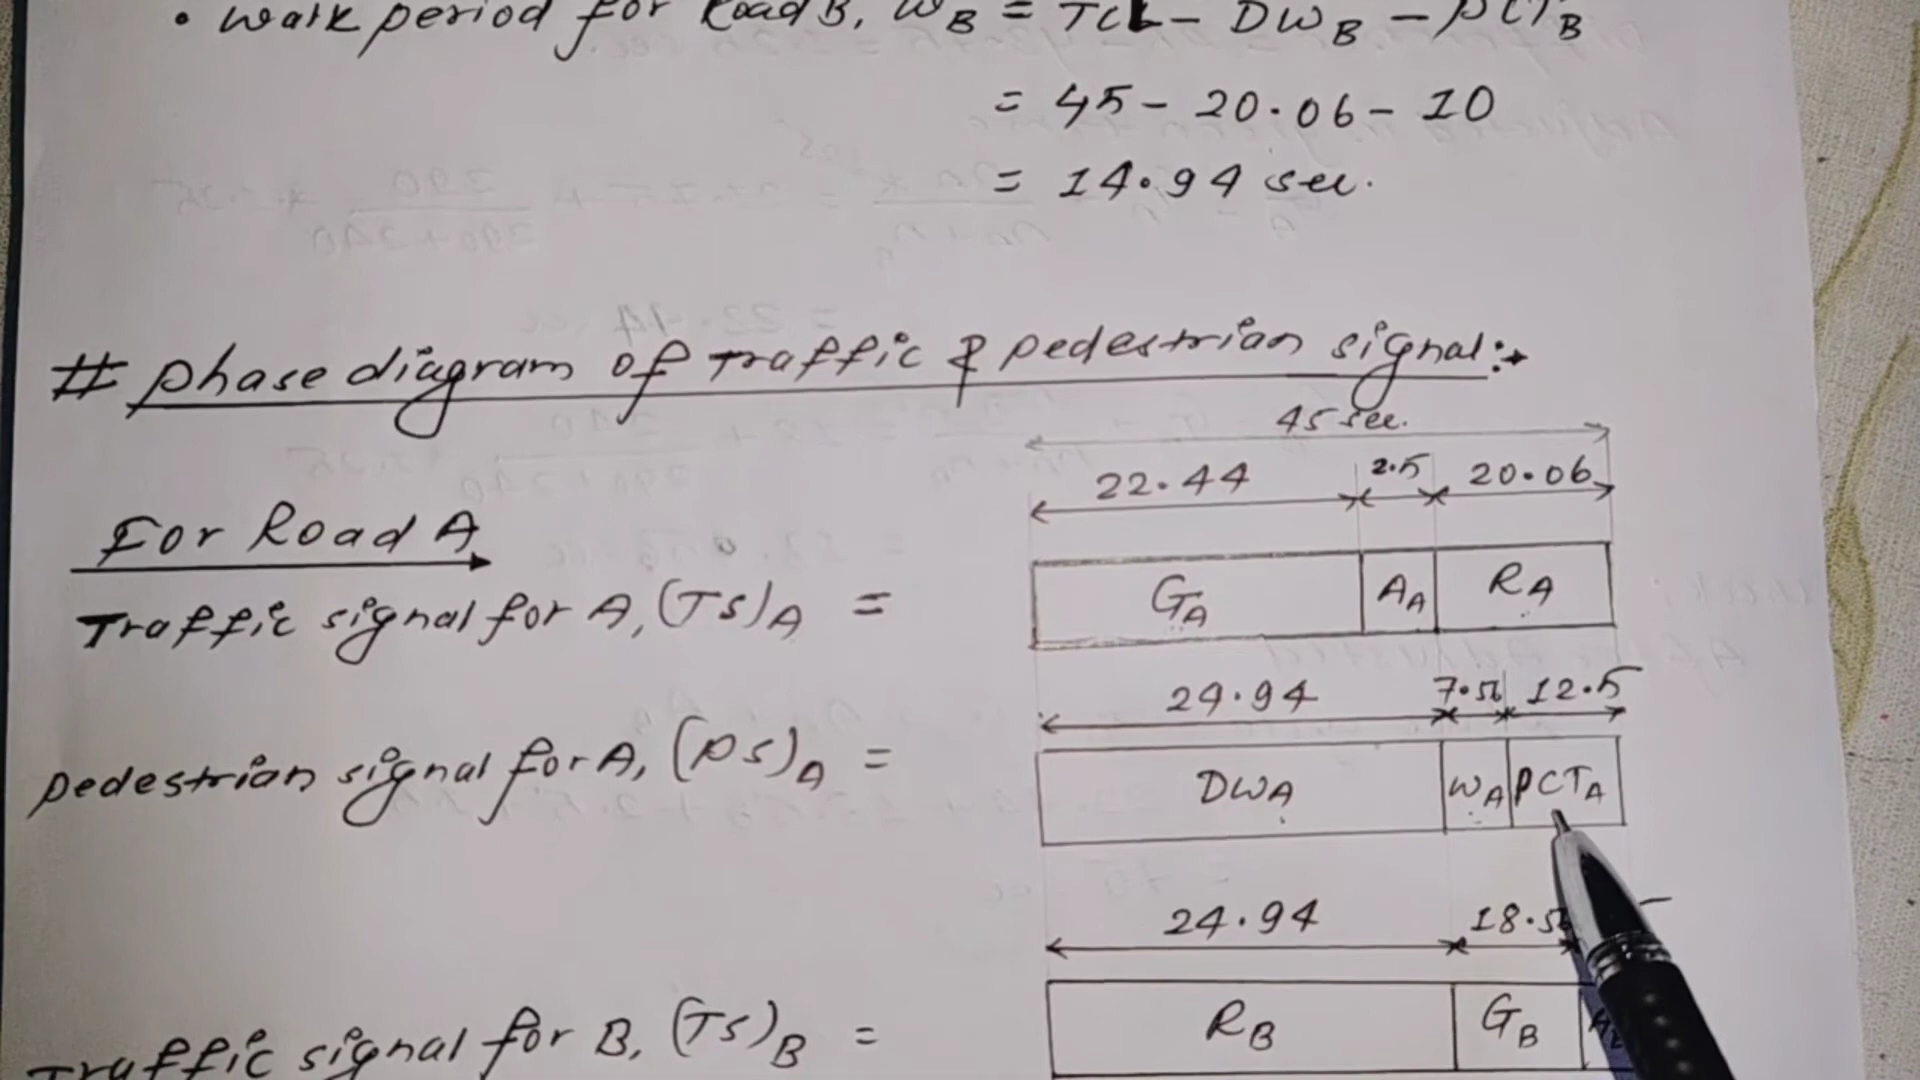 • Walk period for Road B, WB = TCL - DWB - PCTB
= 45 - 20.06 - 10
= 14.94 sec.
# Phase diagram of Traffic & pedestrian signal:-
45 sec.
22.44 2.5 20.06
For Road A
Traffic signal for A, (TS)A = GA AA RA
24.94 7.56 12.5
pedestrian signal for A, (PS)A = DWA WA PCTA
24.94 18.5
Traffic signal for B, (TS)B = RB GB